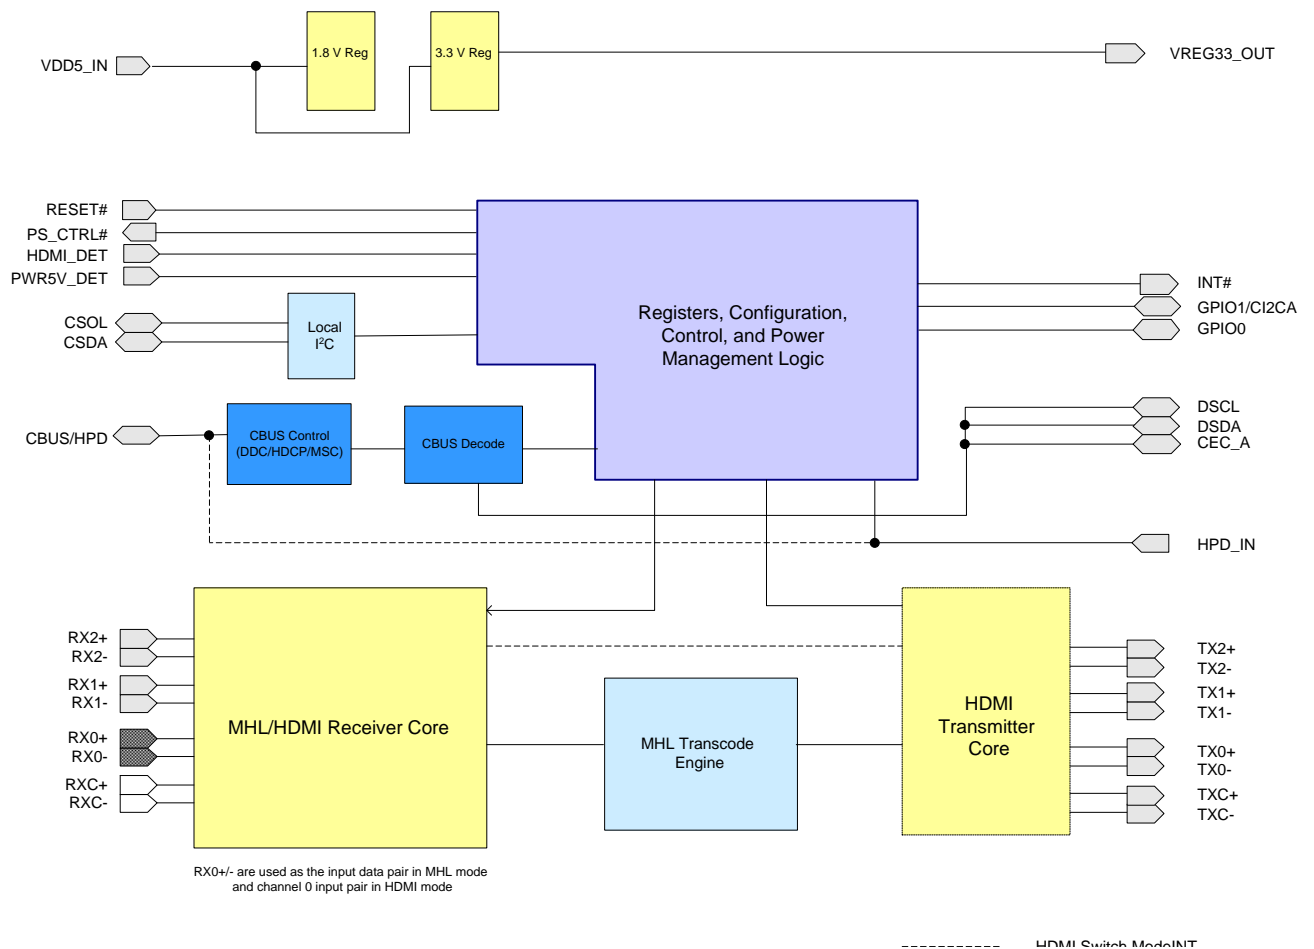 1.8 V Reg
3.3 V Reg
VDD5_IN
VREG33_OUT
RESET#
PS_CTRL#
HDMI_DET
PWR5V_DET
CSOL
CSDA
Local
I²C
Registers, Configuration,
Control, and Power
Management Logic
INT#
GPIO1/CI2CA
GPIO0
CBUS/HPD
CBUS Control
(DDC/HDCP/MSC)
CBUS Decode
DSCL
DSDA
CEC_A
HPD_IN
RX2+
RX2-
RX1+
RX1-
RX0+
RX0-
RXC+
RXC-
MHL/HDMI Receiver Core
MHL Transcode
Engine
HDMI
Transmitter
Core
TX2+
TX2-
TX1+
TX1-
TX0+
TX0-
TXC+
TXC-
RX0+/- are used as the input data pair in MHL mode
and channel 0 input pair in HDMI mode
HDMI Switch ModeINT